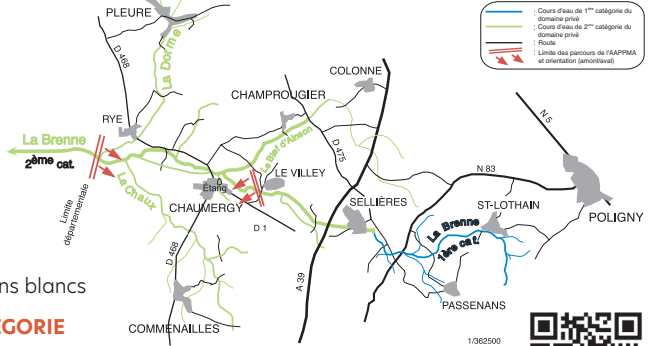 PLEURE
D 468
La Dorme
RYE
La Brenne
2ème cat.
Limite
départementale
La Chaux
CHAMPROUGIER
COLONNE
Le Bief d'Ainson
D 475
Étang
LE VILLEY
CHAUMERGY
D 1
D 468
COMMENAILLES
SELLIÈRES
A 39
N 83
N 5
La Brenne
1ère cat.
ST-LOTHAIN
POLIGNY
PASSENANS
: Cours d'eau de 1ère catégorie du
domaine privé
: Cours d'eau de 2ème catégorie du
domaine privé
: Route
: Limite des parcours de l'AAPPMA
et orientation (amont/aval)
ns blancs
ÉGORIE
1/362500